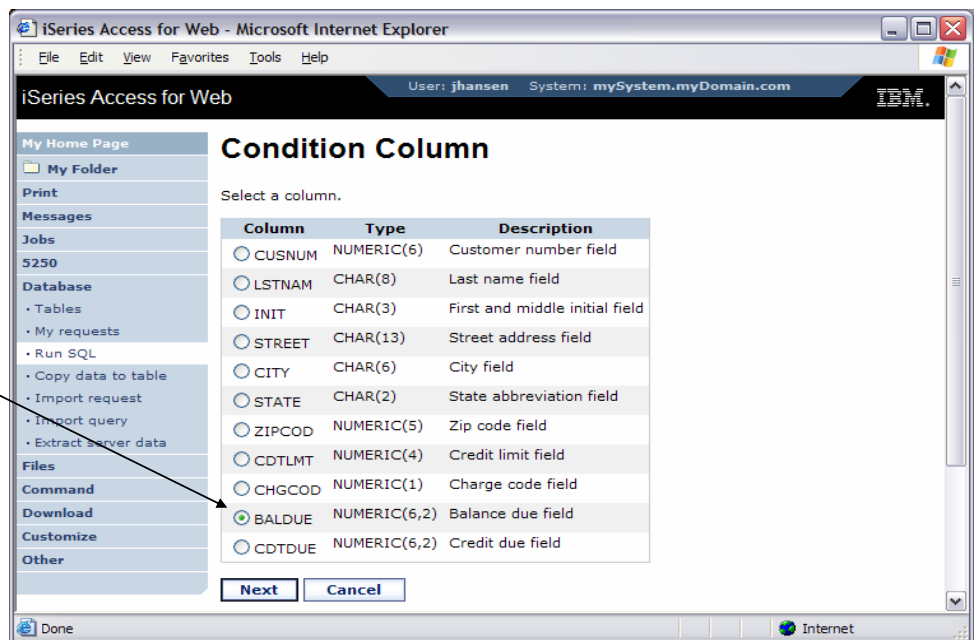 iSeries Access for Web - Microsoft Internet Explorer
File Edit View Favorites Tools Help
iSeries Access for Web
User: jhansen System: mySystem.myDomain.com
IBM.
My Home Page
My Folder
Print
Messages
Jobs
5250
Database
• Tables
• My requests
• Run SQL
• Copy data to table
• Import request
• Import query
• Extract server data
Files
Command
Download
Customize
Other
Condition Column
Select a column.
Column Type Description
CUSNUM NUMERIC(6) Customer number field
LSTNAM CHAR(8) Last name field
INIT CHAR(3) First and middle initial field
STREET CHAR(13) Street address field
CITY CHAR(6) City field
STATE CHAR(2) State abbreviation field
ZIPCOD NUMERIC(5) Zip code field
CDTLMT NUMERIC(4) Credit limit field
CHGCOD NUMERIC(1) Charge code field
BALDUE NUMERIC(6,2) Balance due field
CDTDUE NUMERIC(6,2) Credit due field
Next Cancel
Done Internet